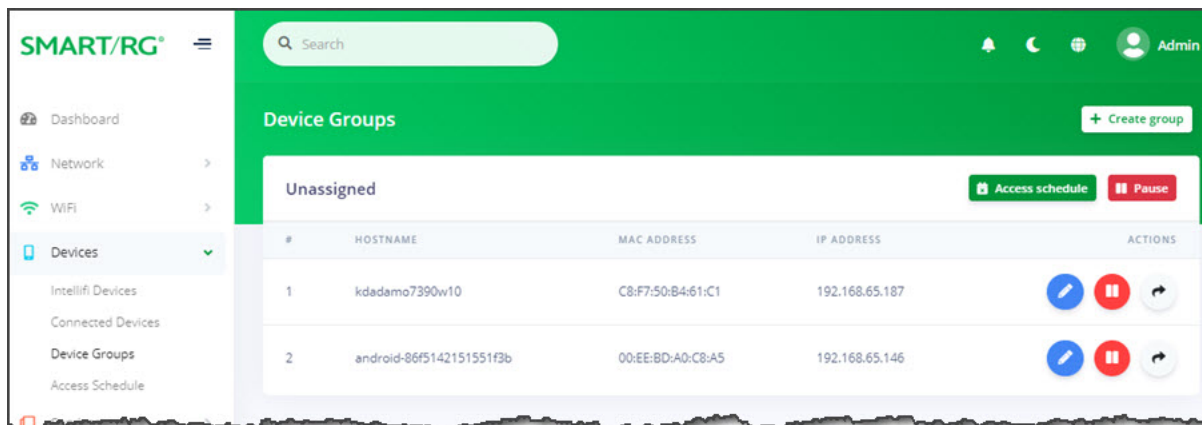 SMART/RG®
Search
Admin
Dashboard
Network
WiFi
Devices
Intellifi Devices
Connected Devices
Device Groups
Access Schedule
Device Groups
+ Create group
Unassigned
Access schedule
Pause
# HOSTNAME MAC ADDRESS IP ADDRESS ACTIONS
1 kdadamo7390w10 C8:F7:50:B4:61:C1 192.168.65.187
2 android-86f5142151551f3b 00:EE:BD:A0:C8:A5 192.168.65.146